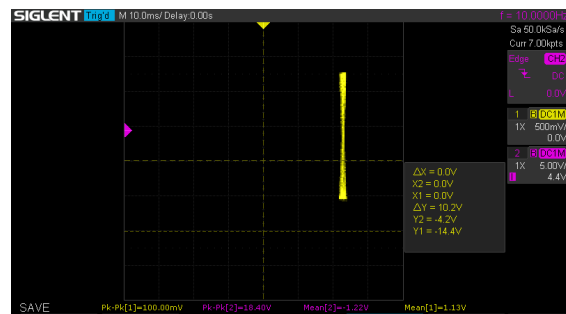 SIGLENT Trig'd M 10.0ms/ Delay:0.00s f = 10.0000Hz
Sa 50.0kSa/s
Curr 7.00kpts
Edge CH2
DC
L 0.0V
1 B DC1M
1X 500mV/
0.0V
2 B DC1M
1X 5.00V/
4.4V
ΔX = 0.0V
X2 = 0.0V
X1 = 0.0V
ΔY = 10.2V
Y2 = -4.2V
Y1 = -14.4V
SAVE Pk-Pk[1]=100.00mV Pk-Pk[2]=18.40V Mean[2]=-1.22V Mean[1]=1.13V